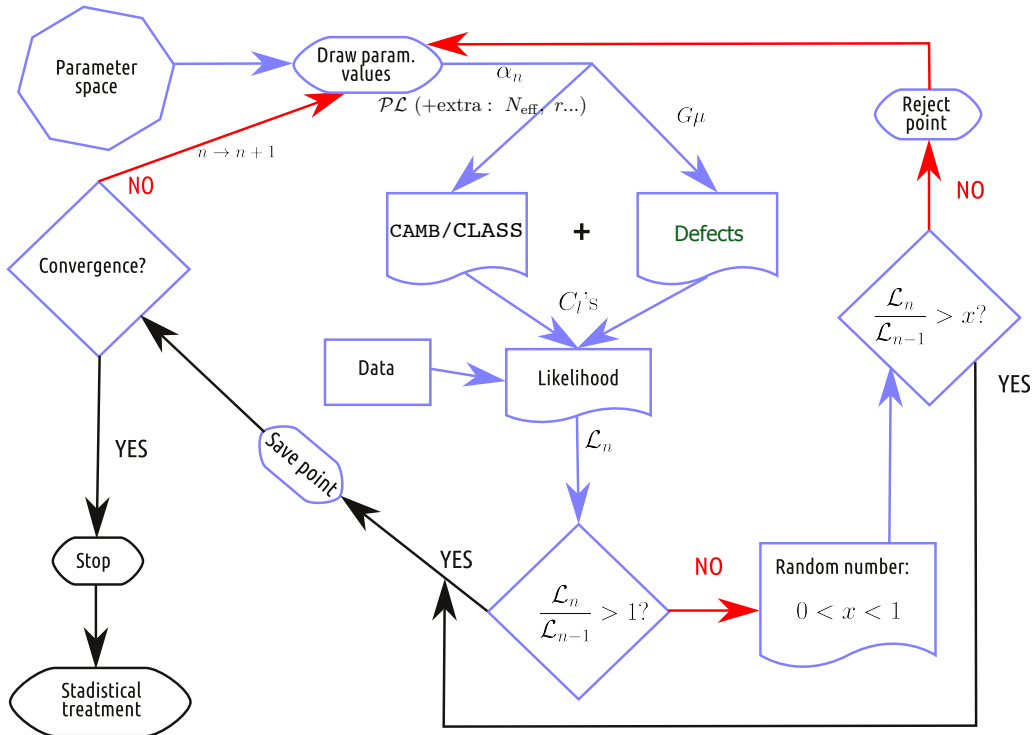 Parameter
space
Draw param.
values
α_n
𝒫ℒ (+extra : N_eff, r...)
Gμ
Reject
point
n → n + 1
NO
NO
CAMB/CLASS
+
Defects
Convergence?
C_l's
ℒ_n/ℒ_{n−1} > x?
Data
Likelihood
YES
ℒ_n
YES
Save point
YES
NO
Stop
Random number:
0 < x < 1
ℒ_n/ℒ_{n−1} > 1?
Stadistical
treatment